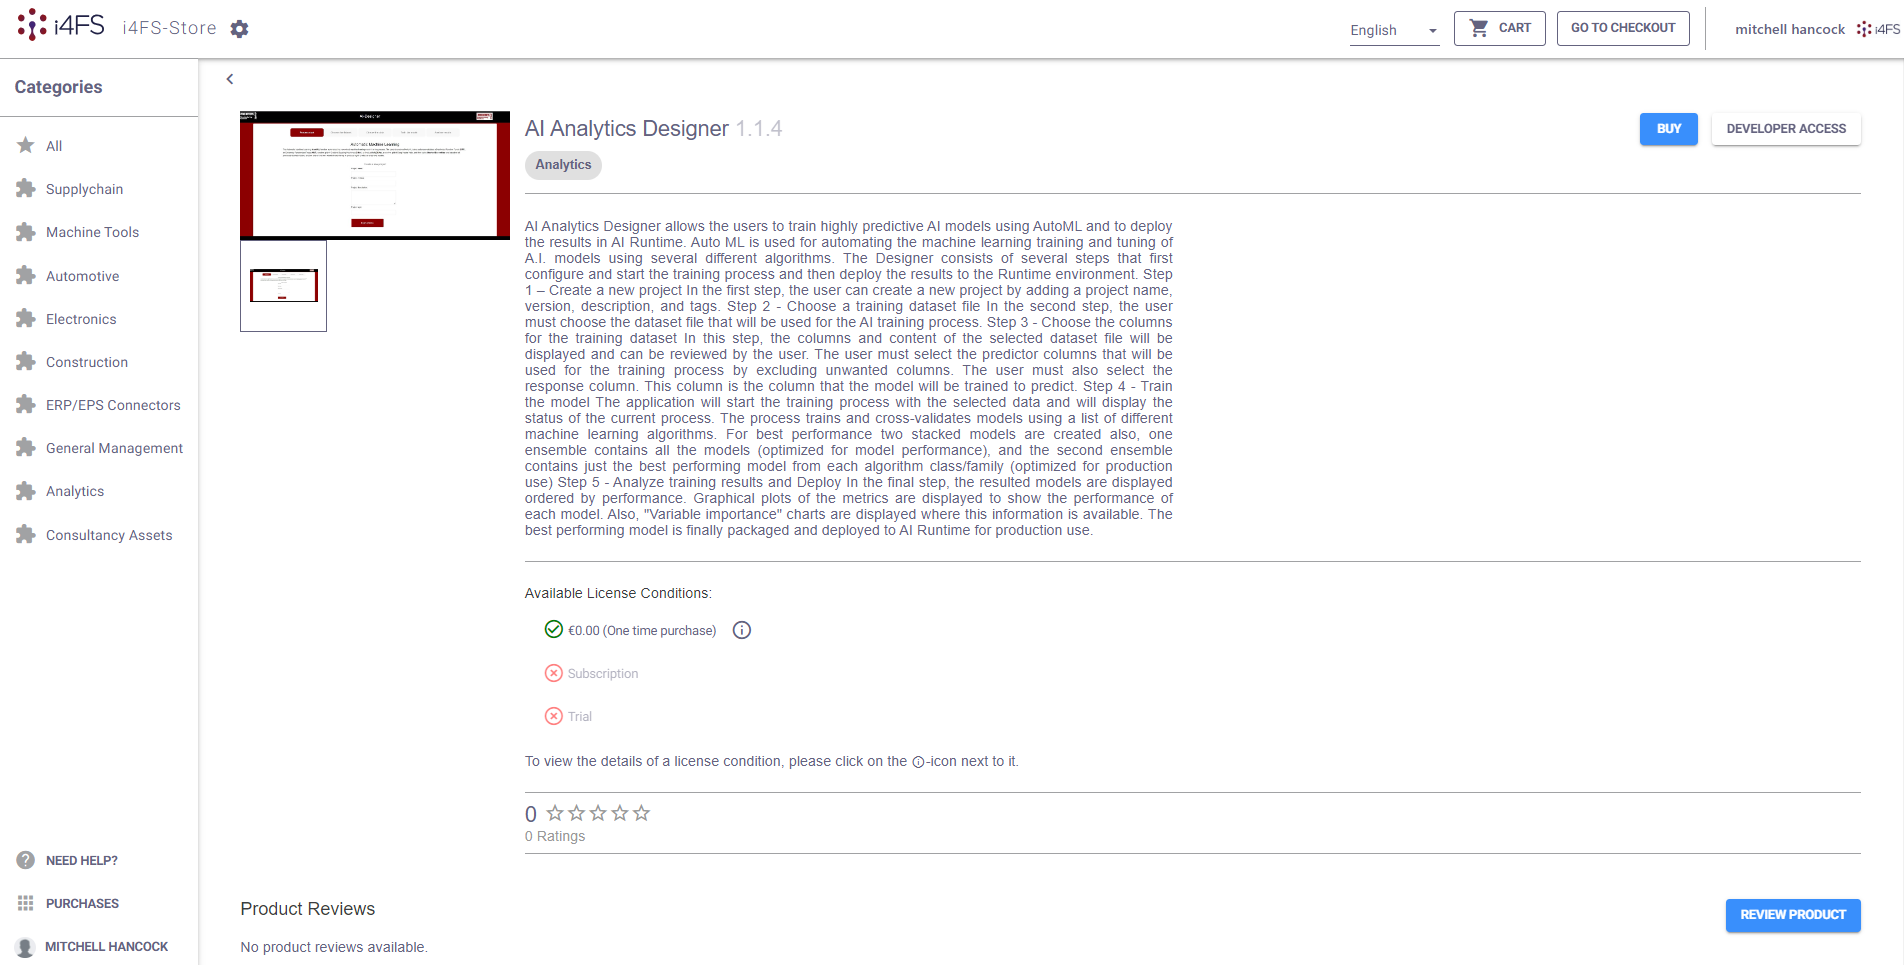 i4FS
i4FS-Store
English
CART
GO TO CHECKOUT
mitchell hancock
i4FS
Categories
All
Supplychain
Machine Tools
Automotive
Electronics
Construction
ERP/EPS Connectors
General Management
Analytics
Consultancy Assets
NEED HELP?
PURCHASES
MITCHELL HANCOCK
AI Designer
Automatic Machine Learning
AI Analytics Designer 1.1.4
BUY
DEVELOPER ACCESS
Analytics
AI Analytics Designer allows the users to train highly predictive AI models using AutoML and to deploy
the results in AI Runtime. Auto ML is used for automating the machine learning training and tuning of
A.I. models using several different algorithms. The Designer consists of several steps that first
configure and start the training process and then deploy the results to the Runtime environment. Step
1 – Create a new project In the first step, the user can create a new project by adding a project name,
version, description, and tags. Step 2 - Choose a training dataset file In the second step, the user
must choose the dataset file that will be used for the AI training process. Step 3 - Choose the columns
for the training dataset In this step, the columns and content of the selected dataset file will be
displayed and can be reviewed by the user. The user must select the predictor columns that will be
used for the training process by excluding unwanted columns. The user must also select the
response column. This column is the column that the model will be trained to predict. Step 4 - Train
the model The application will start the training process with the selected data and will display the
status of the current process. The process trains and cross-validates models using a list of different
machine learning algorithms. For best performance two stacked models are created also, one
ensemble contains all the models (optimized for model performance), and the second ensemble
contains just the best performing model from each algorithm class/family (optimized for production
use) Step 5 - Analyze training results and Deploy In the final step, the resulted models are displayed
ordered by performance. Graphical plots of the metrics are displayed to show the performance of
each model. Also, "Variable importance" charts are displayed where this information is available. The
best performing model is finally packaged and deployed to AI Runtime for production use.
Available License Conditions:
€0.00 (One time purchase)
Subscription
Trial
To view the details of a license condition, please click on the ⓘ-icon next to it.
0
0 Ratings
Product Reviews
REVIEW PRODUCT
No product reviews available.